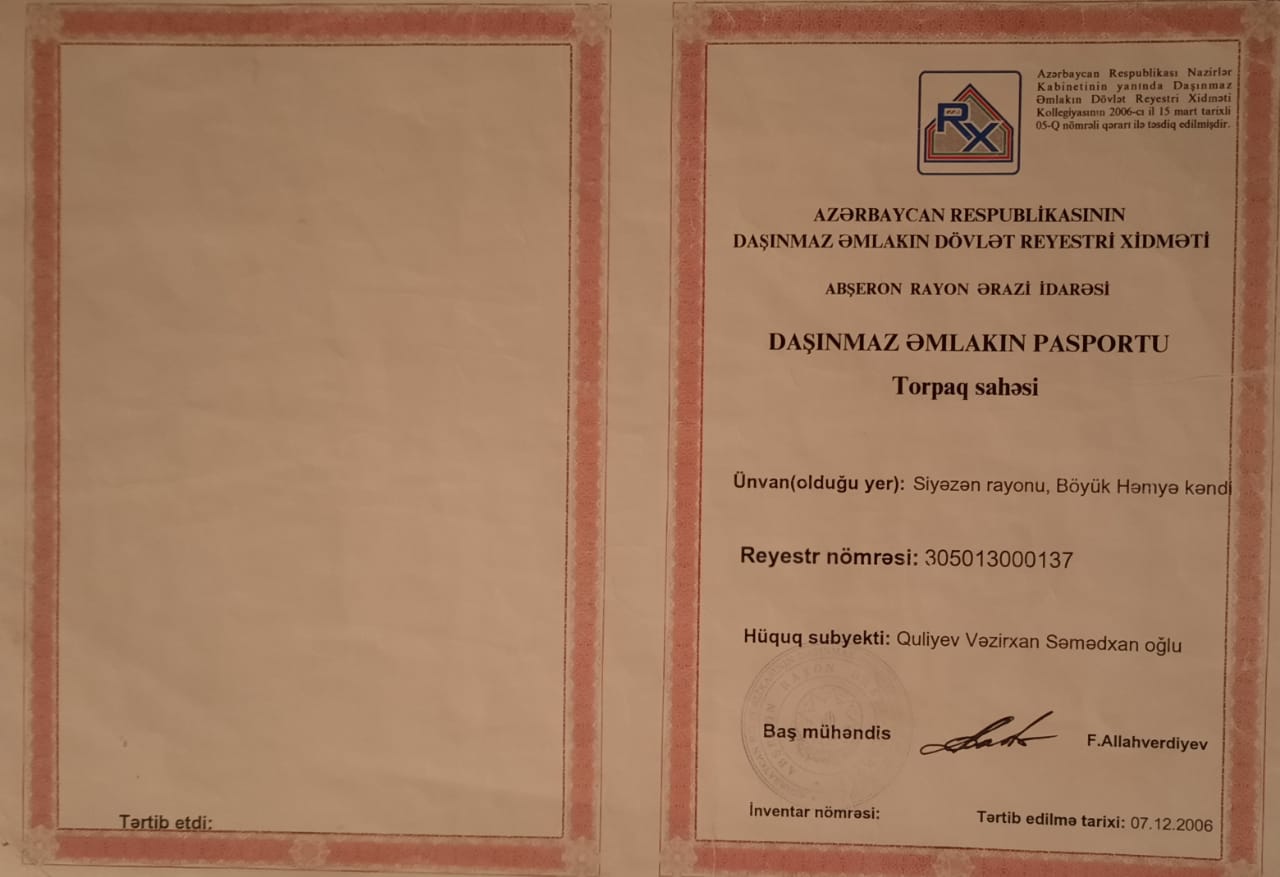 Tərtib etdi:
RX
Azərbaycan Respublikası Nazirlər
Kabinetinin yanında Daşınmaz
Əmlakın Dövlət Reyestri Xidməti
Kollegiyasının 2006-cı il 15 mart tarixli
05-Q nömrəli qərarı ilə təsdiq edilmişdir.
AZƏRBAYCAN RESPUBLİKASININ
DAŞINMAZ ƏMLAKIN DÖVLƏT REYESTRİ XİDMƏTİ
ABŞERON RAYON ƏRAZİ İDARƏSİ
DAŞINMAZ ƏMLAKIN PASPORTU
Torpaq sahəsi
Ünvan(olduğu yer): Siyəzən rayonu, Böyük Həmyə kəndi
Reyestr nömrəsi: 305013000137
Hüquq subyekti: Quliyev Vəzirxan Səmədxan oğlu
Baş mühəndis F.Allahverdiyev
İnventar nömrəsi: Tərtib edilmə tarixi: 07.12.2006